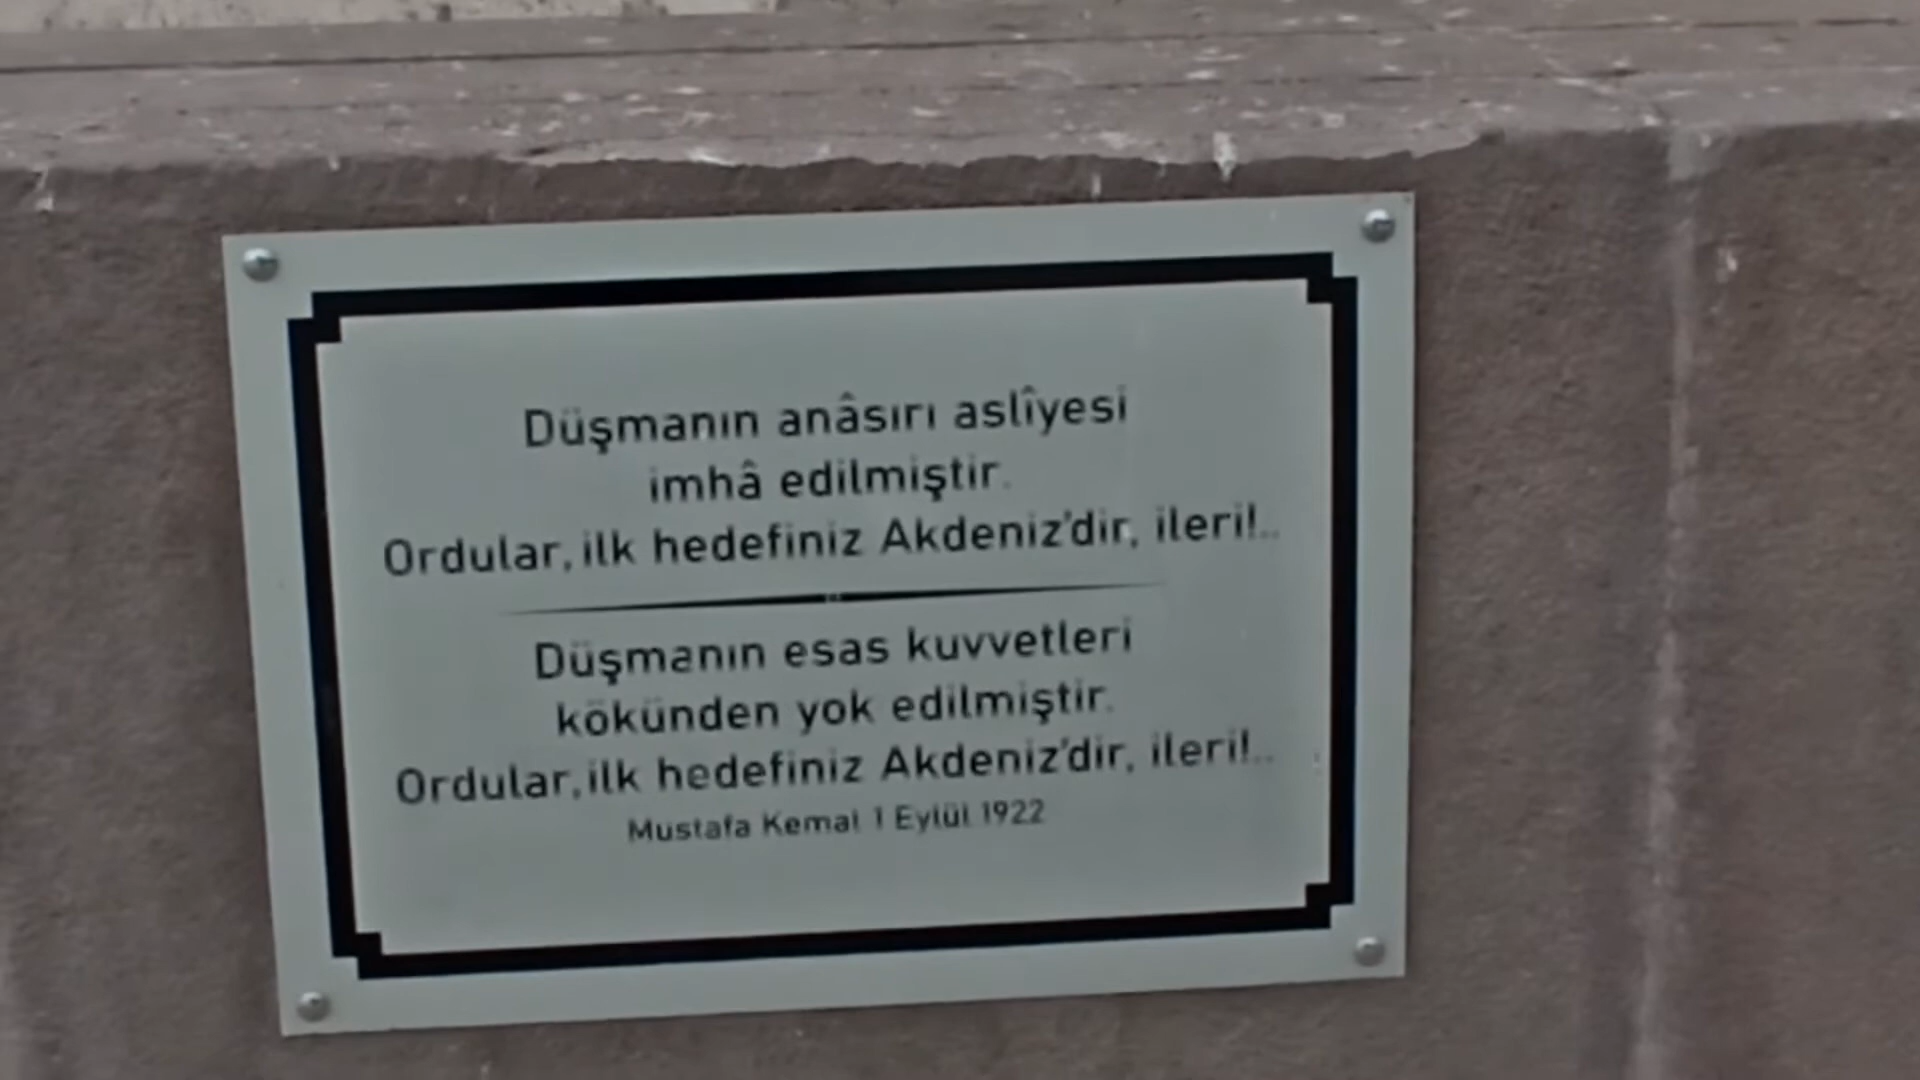 Düşmanın anâsırı aslîyesi
imhâ edilmiştir.
Ordular, ilk hedefiniz Akdeniz'dir, ileri!..
Düşmanın esas kuvvetleri
kökünden yok edilmiştir.
Ordular, ilk hedefiniz Akdeniz'dir, ileri!..
Mustafa Kemal 1 Eylül 1922